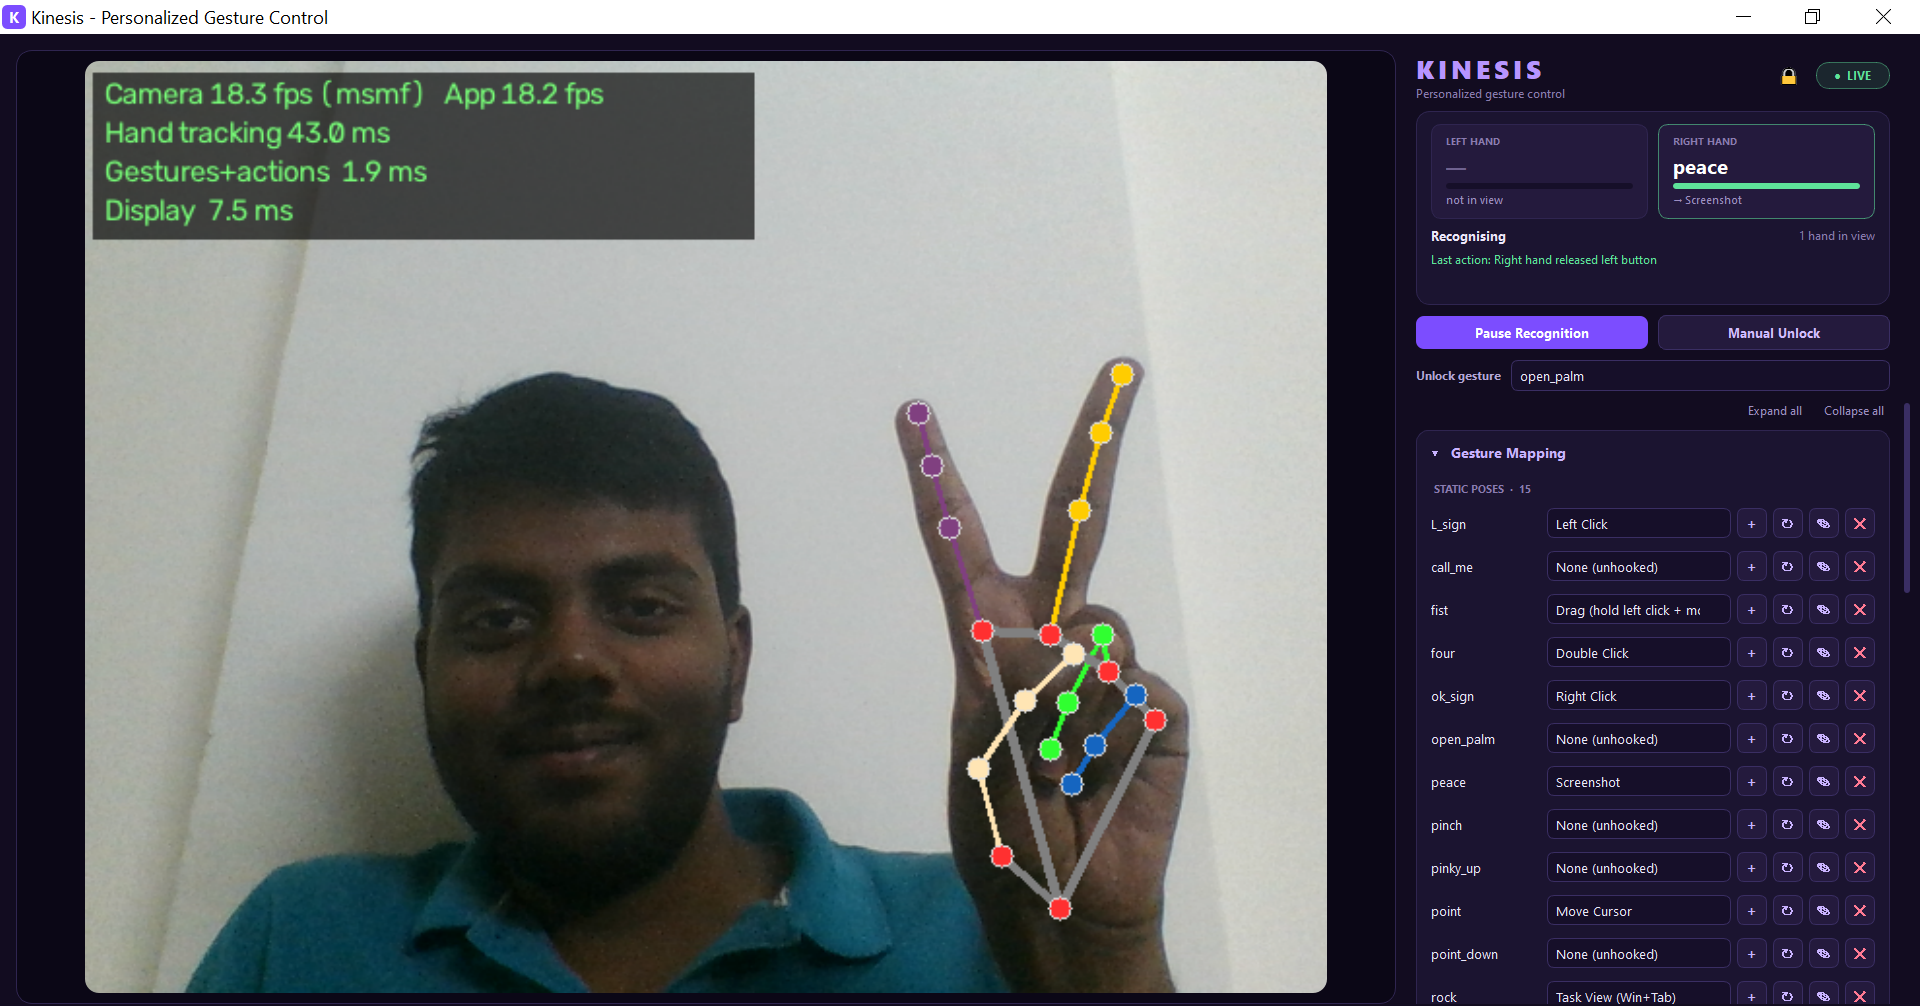 K Kinesis - Personalized Gesture Control
Camera 18.3 fps (msmf) App 18.2 fps
Hand tracking 43.0 ms
Gestures+actions 1.9 ms
Display 7.5 ms
KINESIS
Personalized gesture control
• LIVE
LEFT HAND
—
not in view
RIGHT HAND
peace
→ Screenshot
Recognising
1 hand in view
Last action: Right hand released left button
Pause Recognition
Manual Unlock
Unlock gesture open_palm
Expand all Collapse all
▾ Gesture Mapping
STATIC POSES · 15
L_sign Left Click +
call_me None (unhooked) +
fist Drag (hold left click + mc +
four Double Click +
ok_sign Right Click +
open_palm None (unhooked) +
peace Screenshot +
pinch None (unhooked) +
pinky_up None (unhooked) +
point Move Cursor +
point_down None (unhooked) +
rock Task View (Win+Tab) +